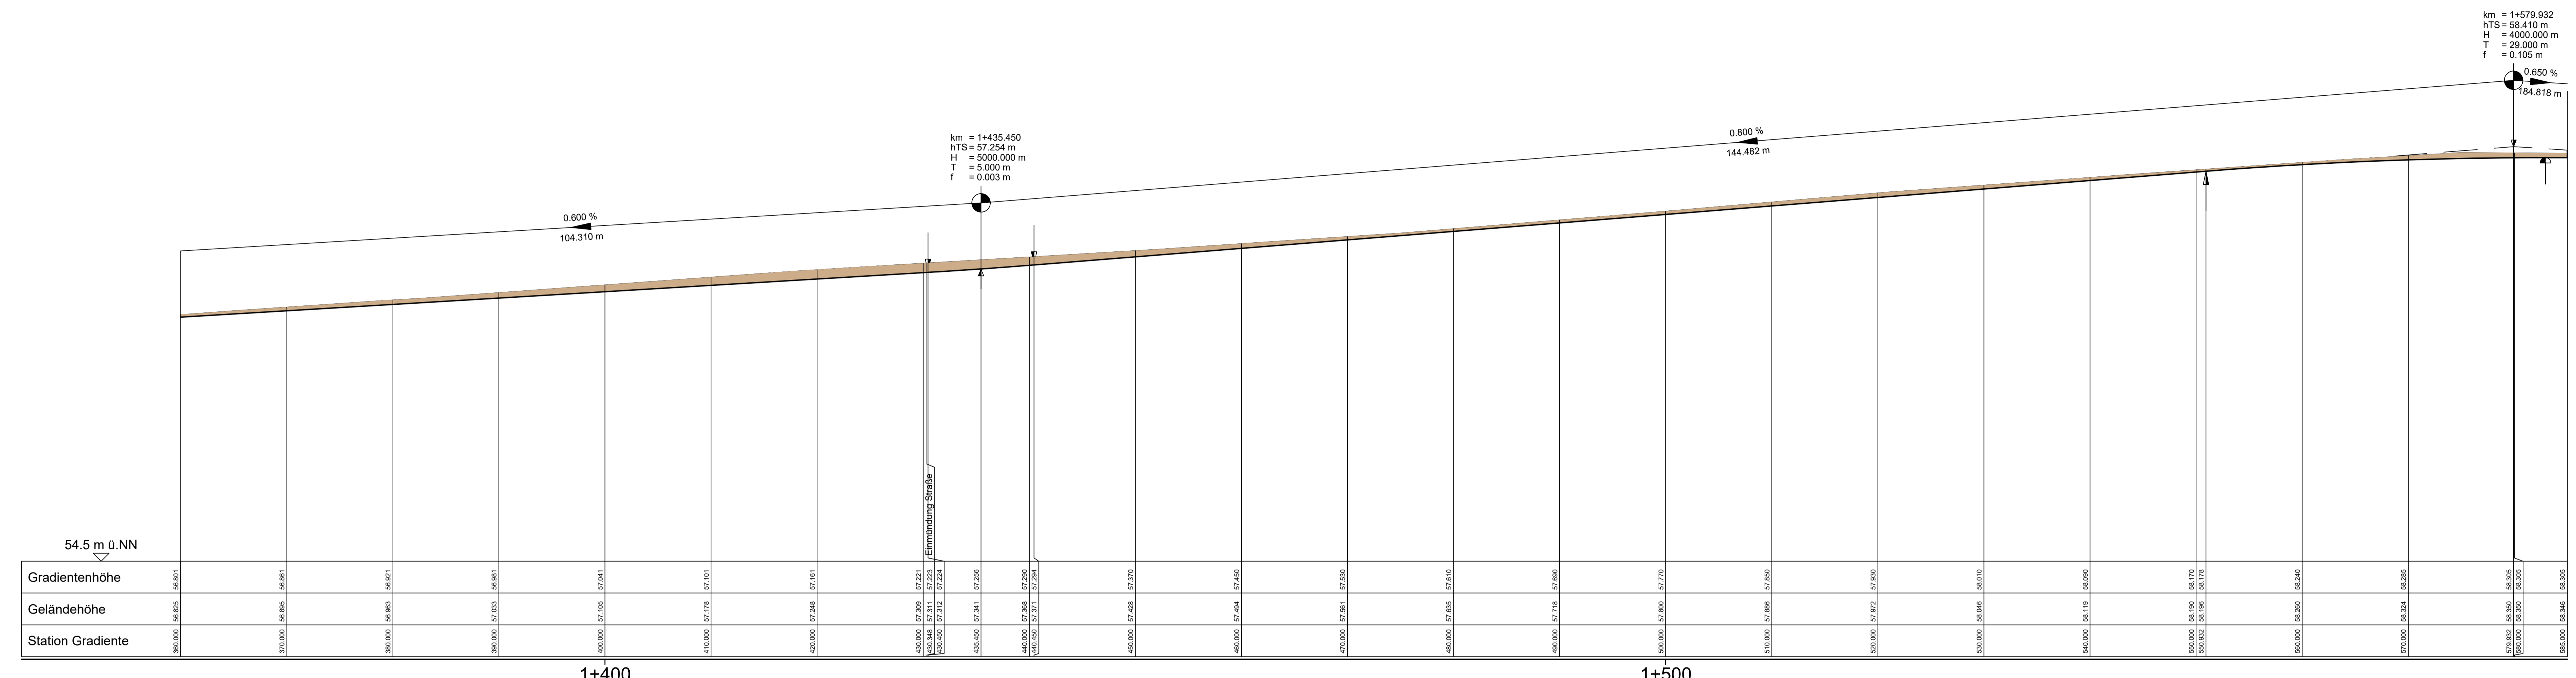 km = 1+579.932
hTS = 58.410 m
H = 4000.000 m
T = 29.000 m
f = 0.105 m
0.650 %
184.818 m
km = 1+435.450
hTS = 57.254 m
H = 5000.000 m
T = 5.000 m
f = 0.003 m
0.800 %
144.482 m
0.600 %
104.310 m
Einmündung Straße
54.5 m ü.NN
Gradientenhöhe 56.801 56.861 56.921 56.981 57.041 57.101 57.161 57.221 57.223 57.224 57.256 57.290 57.294 57.370 57.450 57.530 57.610 57.690 57.770 57.850 57.930 58.010 58.090 58.170 58.178 58.240 58.285 58.305 58.305 58.305
Geländehöhe 56.825 56.895 56.963 57.033 57.105 57.178 57.248 57.309 57.311 57.312 57.341 57.368 57.371 57.428 57.494 57.561 57.635 57.718 57.800 57.886 57.972 58.046 58.119 58.190 58.196 58.260 58.324 58.350 58.350 58.346
Station Gradiente 360.000 370.000 380.000 390.000 400.000 410.000 420.000 430.000 430.348 430.450 435.450 440.000 440.450 450.000 460.000 470.000 480.000 490.000 500.000 510.000 520.000 530.000 540.000 550.000 550.932 560.000 570.000 579.932 580.000 585.000
1+400 1+500